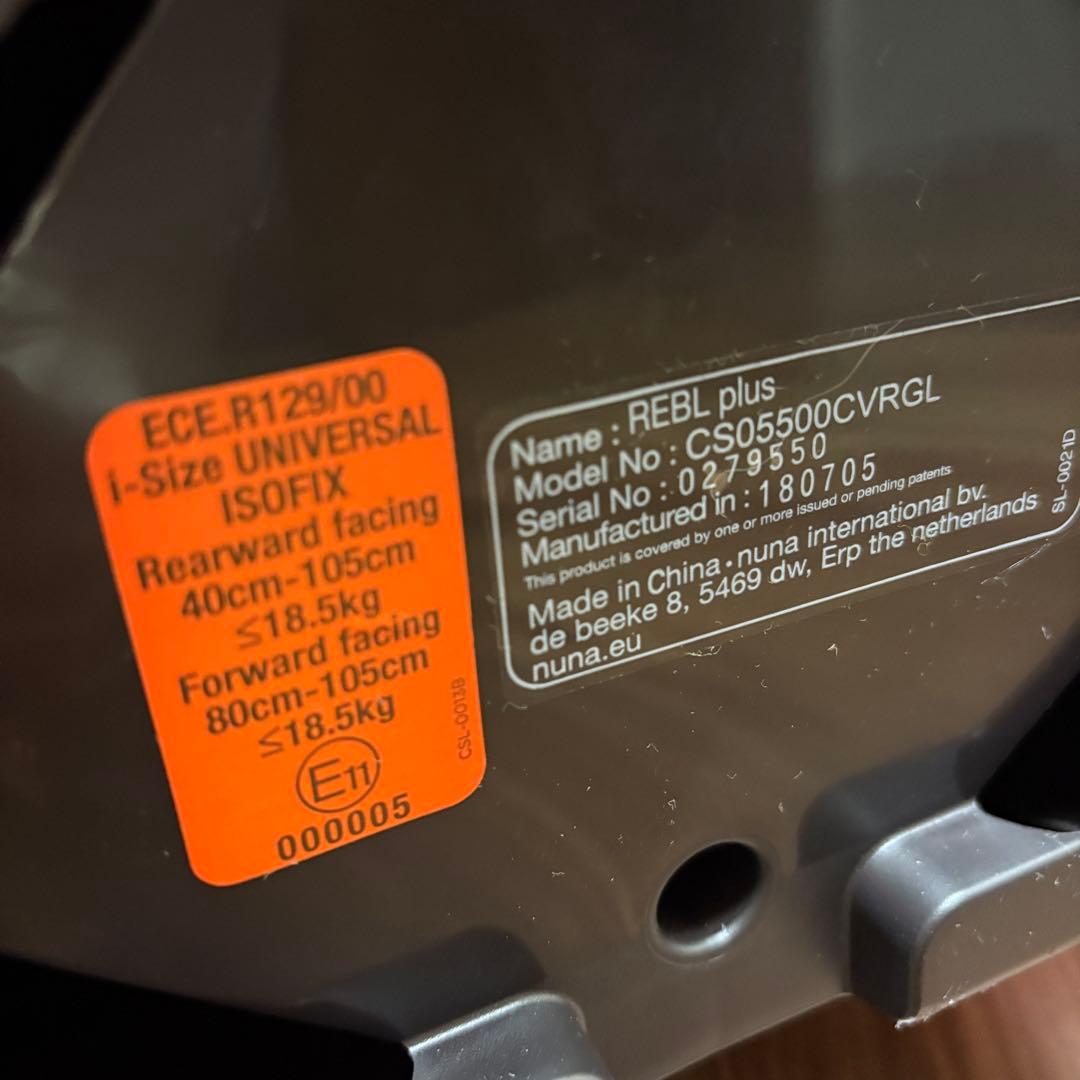 ECE.R129/00
i-Size UNIVERSAL
ISOFIX
Rearward facing
40cm-105cm
≦18.5kg
Forward facing
80cm-105cm
≦18.5kg
E11
000005
CSL-0013B
Name : REBL plus
Model No : CS05500CVRGL
Serial No : 0279550
Manufactured in : 180705
This product is covered by one or more issued or pending patents
Made in China • nuna international bv.
de beeke 8, 5469 dw, Erp the netherlands
nuna.eu
SL-0021D